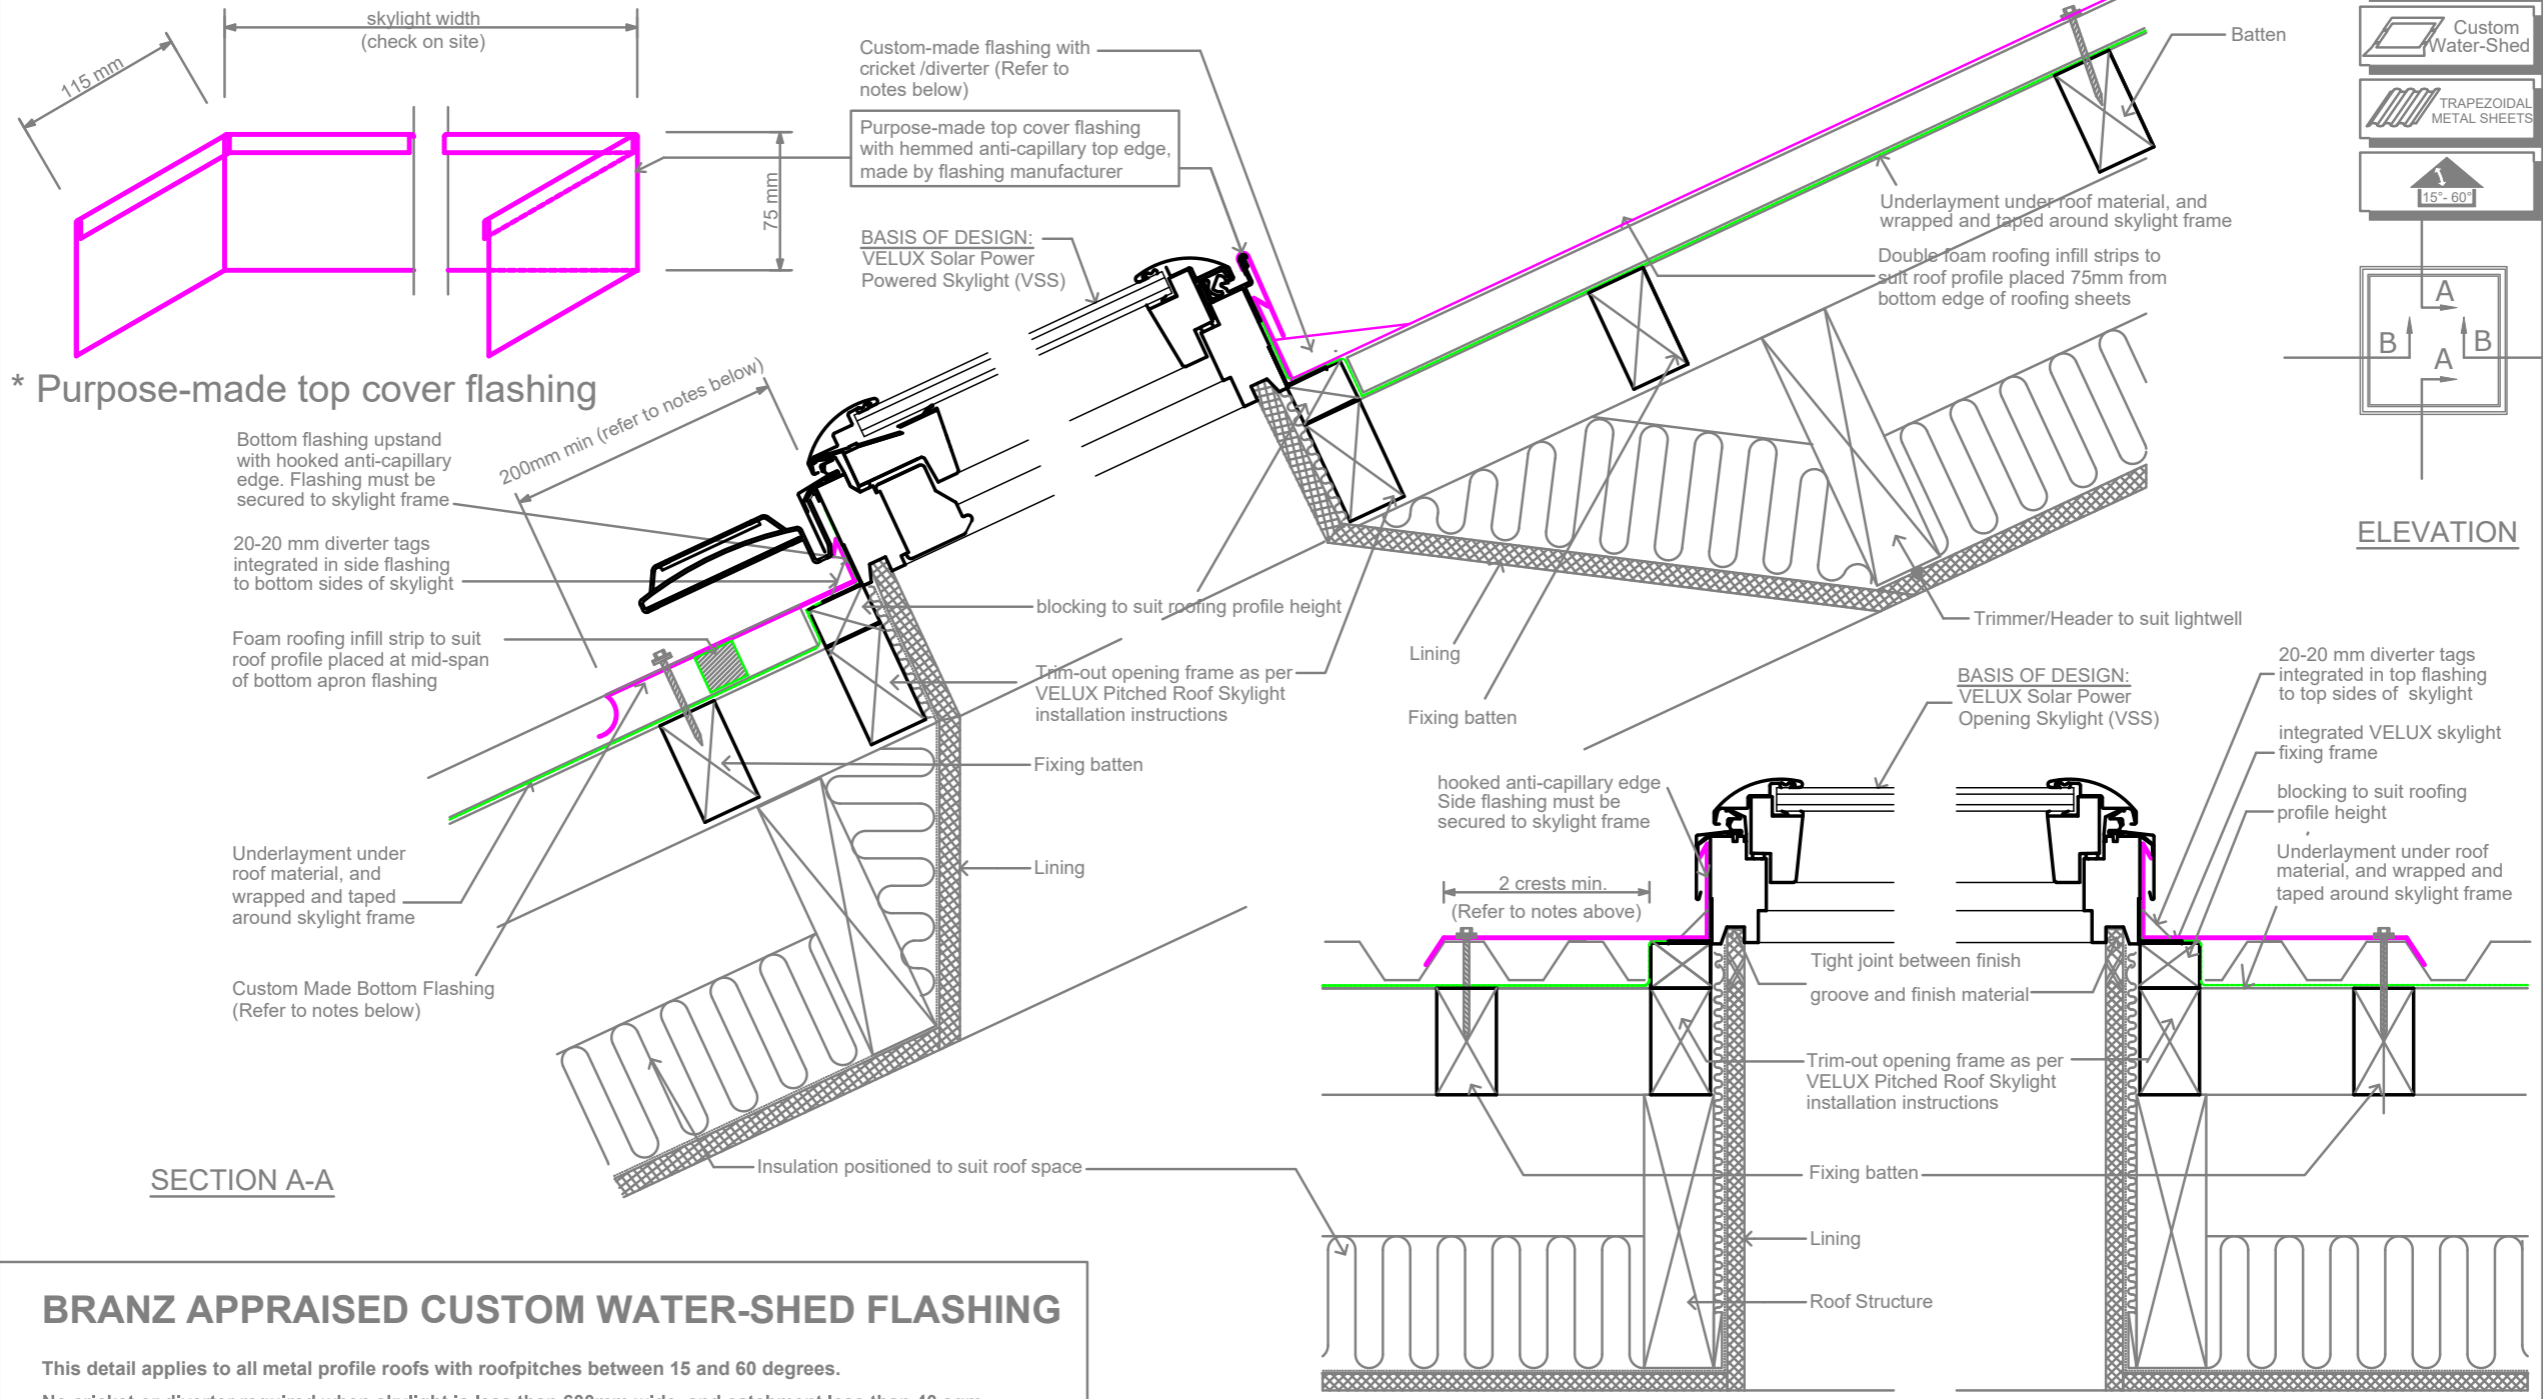 skylight width
(check on site)
115 mm
75 mm
* Purpose-made top cover flashing
Custom-made flashing with
cricket /diverter (Refer to
notes below)
Purpose-made top cover flashing
with hemmed anti-capillary top edge,
made by flashing manufacturer
BASIS OF DESIGN:
VELUX Solar Power
Powered Skylight (VSS)
Batten
Underlayment under roof material, and
wrapped and taped around skylight frame
Double foam roofing infill strips to
suit roof profile placed 75mm from
bottom edge of roofing sheets
Custom
Water-Shed
TRAPEZOIDAL
METAL SHEETS
15°- 60°
A
B
B
A
ELEVATION
200mm min (refer to notes below)
Bottom flashing upstand
with hooked anti-capillary
edge. Flashing must be
secured to skylight frame
20-20 mm diverter tags
integrated in side flashing
to bottom sides of skylight
Foam roofing infill strip to suit
roof profile placed at mid-span
of bottom apron flashing
blocking to suit roofing profile height
Trim-out opening frame as per
VELUX Pitched Roof Skylight
installation instructions
Fixing batten
Lining
Lining
Fixing batten
Trimmer/Header to suit lightwell
Underlayment under
roof material, and
wrapped and taped
around skylight frame
Custom Made Bottom Flashing
(Refer to notes below)
Insulation positioned to suit roof space
SECTION A-A
BASIS OF DESIGN:
VELUX Solar Power
Opening Skylight (VSS)
20-20 mm diverter tags
integrated in top flashing
to top sides of skylight
integrated VELUX skylight
fixing frame
blocking to suit roofing
profile height
Underlayment under roof
material, and wrapped and
taped around skylight frame
hooked anti-capillary edge
Side flashing must be
secured to skylight frame
2 crests min.
(Refer to notes above)
Tight joint between finish
groove and finish material
Trim-out opening frame as per
VELUX Pitched Roof Skylight
installation instructions
Fixing batten
Lining
Roof Structure
BRANZ APPRAISED CUSTOM WATER-SHED FLASHING
This detail applies to all metal profile roofs with roofpitches between 15 and 60 degrees.